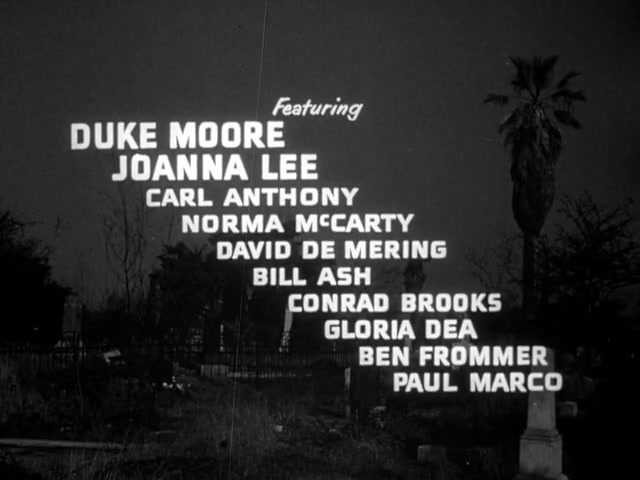 Featuring
DUKE MOORE
JOANNA LEE
CARL ANTHONY
NORMA McCARTY
DAVID DE MERING
BILL ASH
CONRAD BROOKS
GLORIA DEA
BEN FROMMER
PAUL MARCO